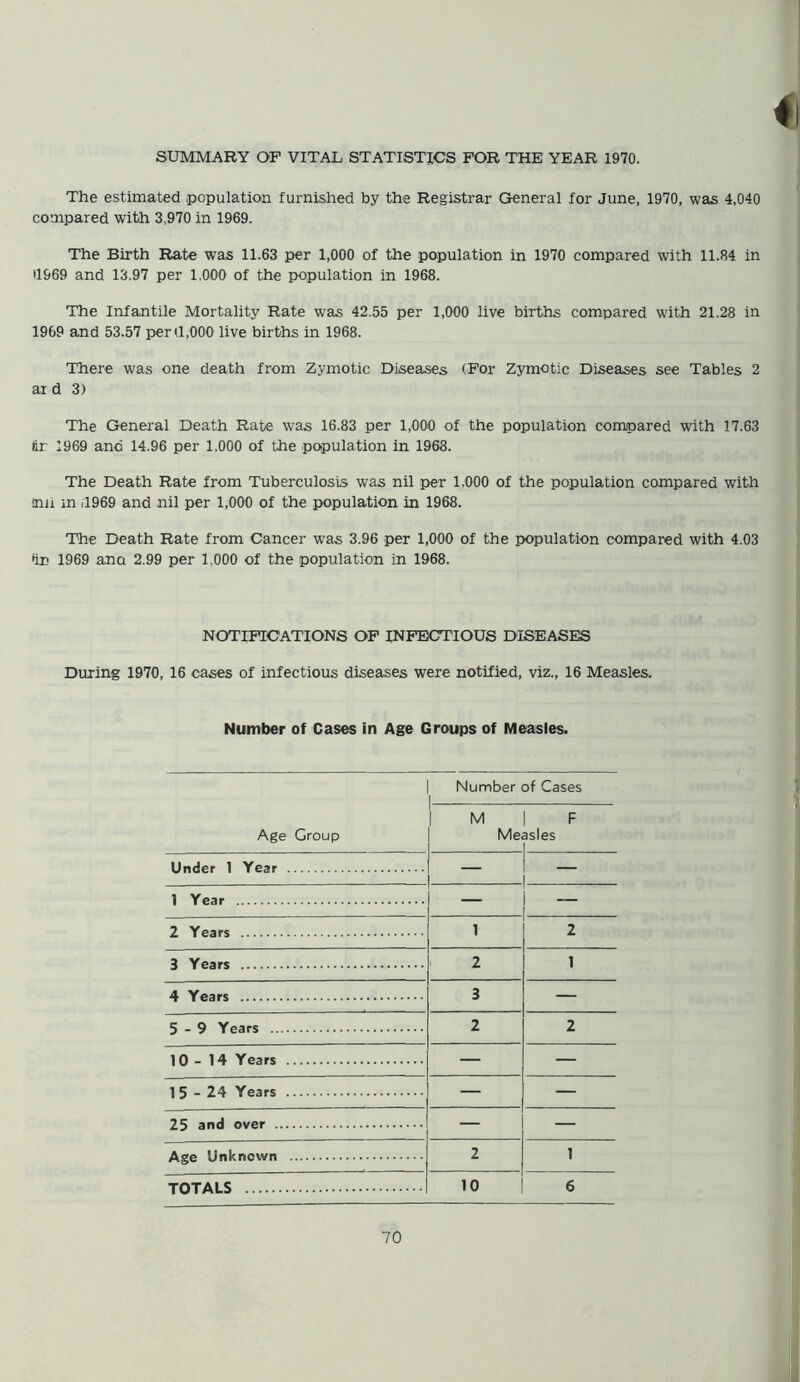 SUMMARY OF VITAL STATISTICS FOR THE YEAR 1970.
The estimated population furnished by the Registrar General for June, 1970, was 4,040
compared with 3,970 in 1969.
The Birth Rate was 11.63 per 1,000 of the population in 1970 compared with 11.84 in
1969 and 13.97 per 1,000 of the population in 1968.
The Infantile Mortality Rate was 42.55 per 1,000 live births compared with 21.28 in
1969 and 53.57 per 1,000 live births in 1968.
There was one death from Zymotic Diseases (For Zymotic Diseases see Tables 2
ar d 3)
The General Death Rate was 16.83 per 1,000 of the population compared with 17.63
ir 1969 and 14.96 per 1,000 of the population in 1968.
The Death Rate from Tuberculosis was nil per 1,000 of the population compared with
nil in 1969 and nil per 1,000 of the population in 1968.
The Death Rate from Cancer was 3.96 per 1,000 of the population compared with 4.03
in 1969 and 2.99 per 1,000 of the population in 1968.
NOTIFICATIONS OF INFECTIOUS DISEASES
During 1970, 16 cases of infectious diseases were notified, viz., 16 Measles.
Number of Cases in Age Groups of Measles.
Number of Cases
M F
Age Group Measles
Under 1 Year ........................ — —
1 Year ........................ — —
2 Years ........................ 1 2
3 Years ........................ 2 1
4 Years ........................ 3 —
5 - 9 Years ........................ 2 2
10 - 14 Years ........................ — —
15 - 24 Years ........................ — —
25 and over ........................ — —
Age Unknown ........................ 2 1
TOTALS ........................ 10 6
70